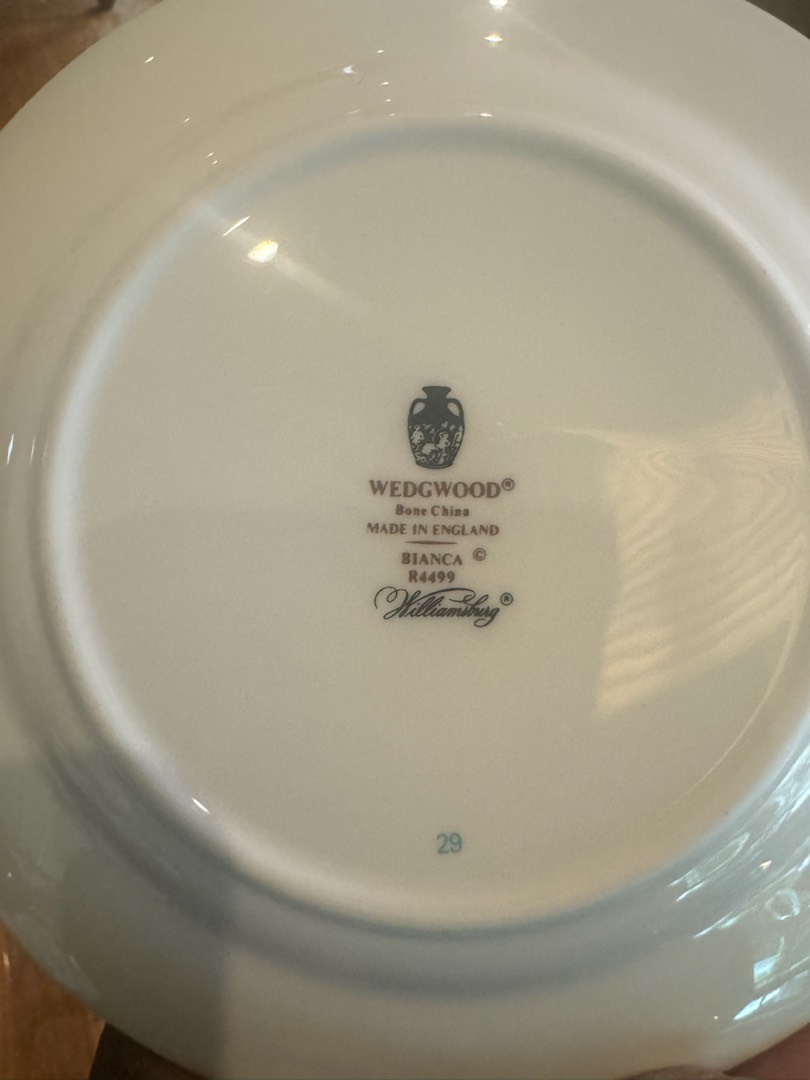 WEDGWOOD®
Bone China
MADE IN ENGLAND
BIANCA ©
R4499
Williamsburg®
29